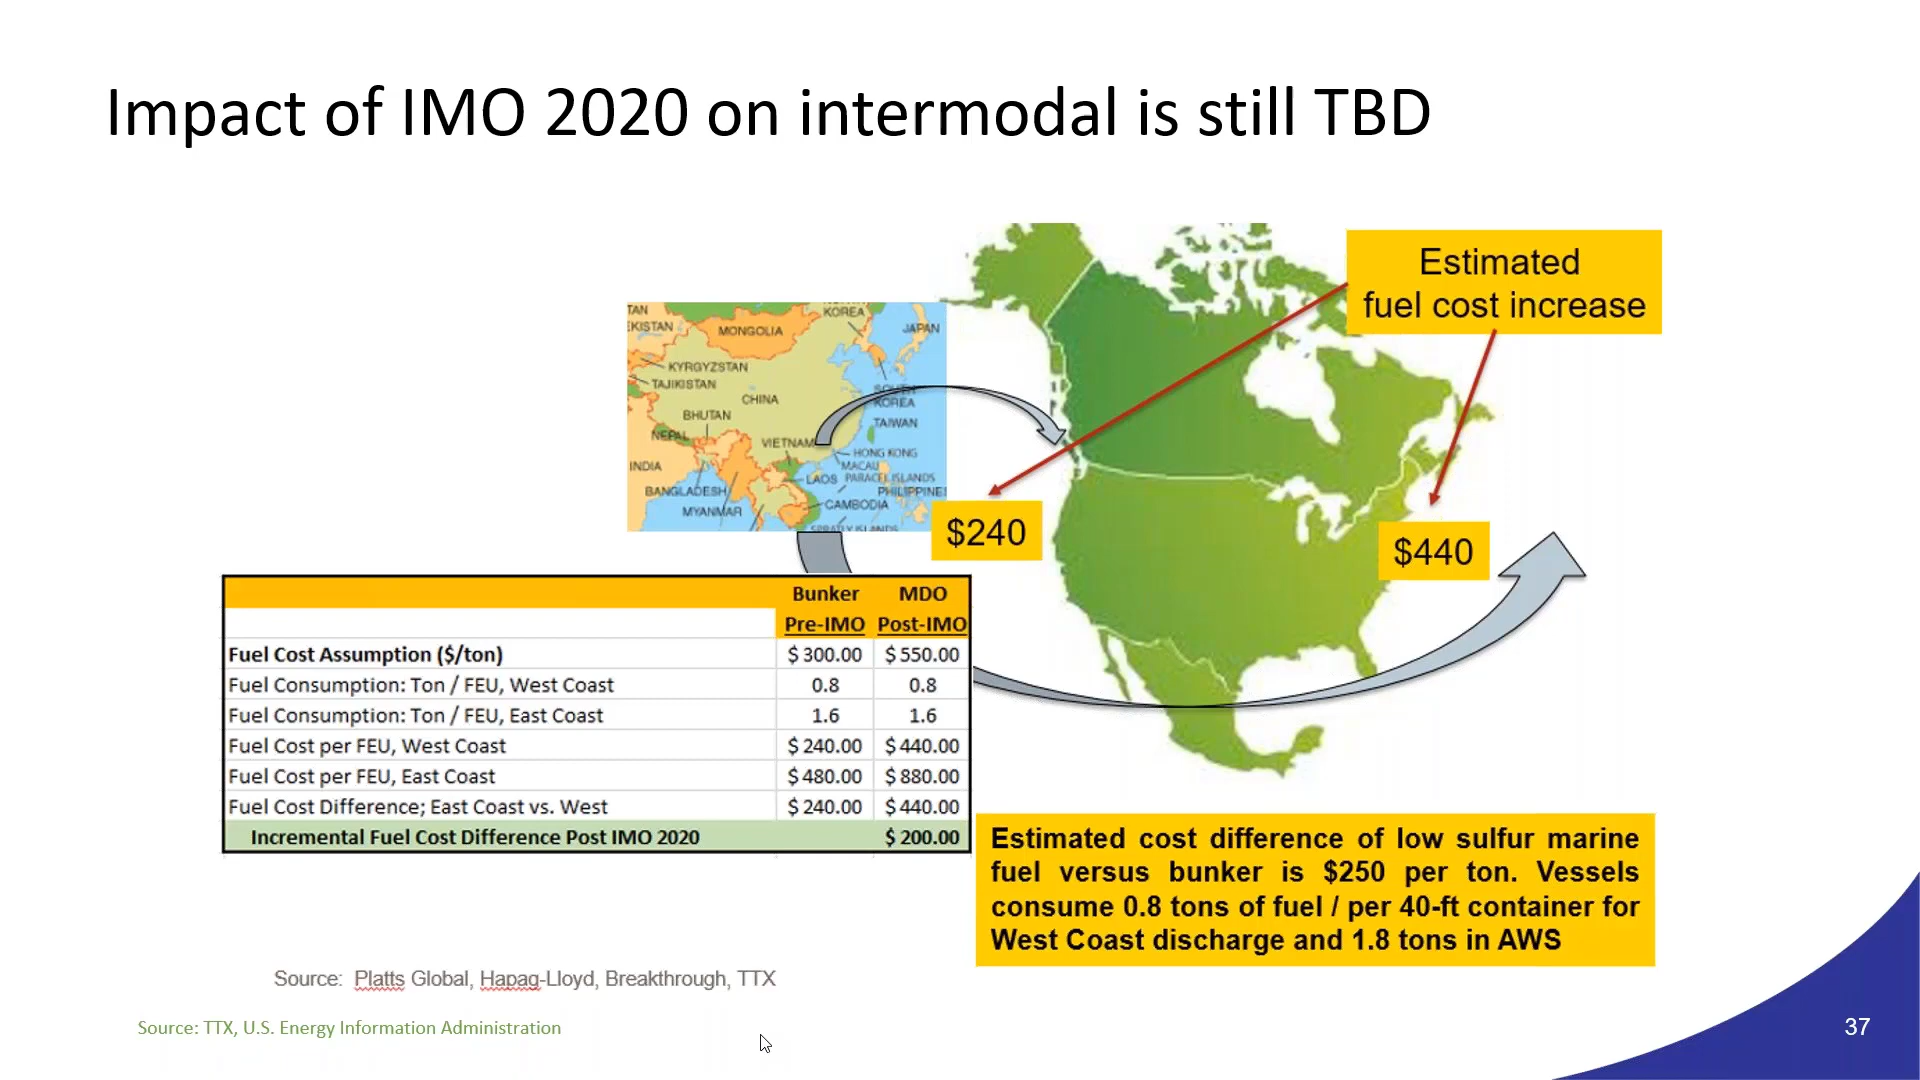 Impact of IMO 2020 on intermodal is still TBD
Estimated
fuel cost increase
KOREA
JAPAN
MONGOLIA
KYRGYZSTAN
TAJIKISTAN
CHINA
SOUTH
KOREA
BHUTAN
TAIWAN
NEPAL
VIETNAM
HONG KONG
MACAU
INDIA
LAOS
PARACEL ISLANDS
BANGLADESH
PHILIPPINES
MYANMAR
CAMBODIA
SPRATLY ISLANDS
$240
$440
Bunker MDO
Pre-IMO Post-IMO
Fuel Cost Assumption ($/ton) $ 300.00 $ 550.00
Fuel Consumption: Ton / FEU, West Coast 0.8 0.8
Fuel Consumption: Ton / FEU, East Coast 1.6 1.6
Fuel Cost per FEU, West Coast $ 240.00 $ 440.00
Fuel Cost per FEU, East Coast $ 480.00 $ 880.00
Fuel Cost Difference; East Coast vs. West $ 240.00 $ 440.00
Incremental Fuel Cost Difference Post IMO 2020 $ 200.00
Estimated cost difference of low sulfur marine
fuel versus bunker is $250 per ton. Vessels
consume 0.8 tons of fuel / per 40-ft container for
West Coast discharge and 1.8 tons in AWS
Source: Platts Global, Hapag-Lloyd, Breakthrough, TTX
Source: TTX, U.S. Energy Information Administration
37